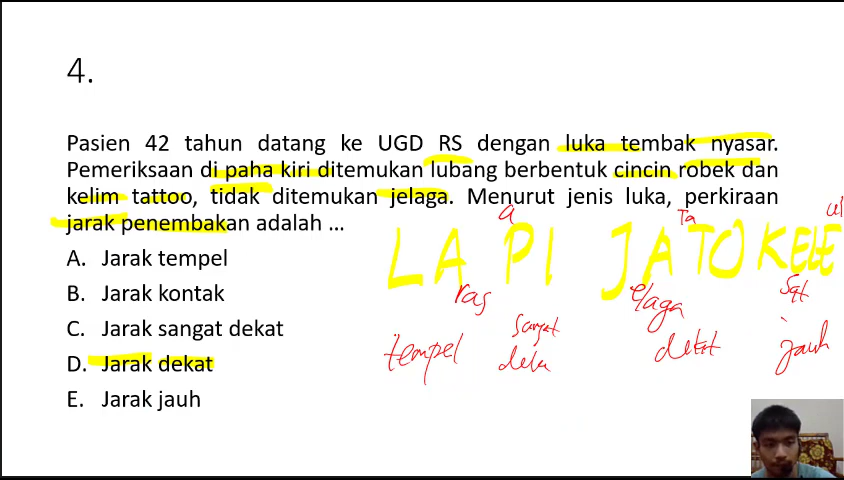 4.
Pasien 42 tahun datang ke UGD RS dengan luka tembak nyasar.
Pemeriksaan di paha kiri ditemukan lubang berbentuk cincin robek dan
kelim tattoo, tidak ditemukan jelaga. Menurut jenis luka, perkiraan
jarak penembakan adalah ...
A. Jarak tempel
B. Jarak kontak
C. Jarak sangat dekat
D. Jarak dekat
E. Jarak jauh
LA PI JATO KELE
a Ta
ras elaga
tempel sangat dekat jauh